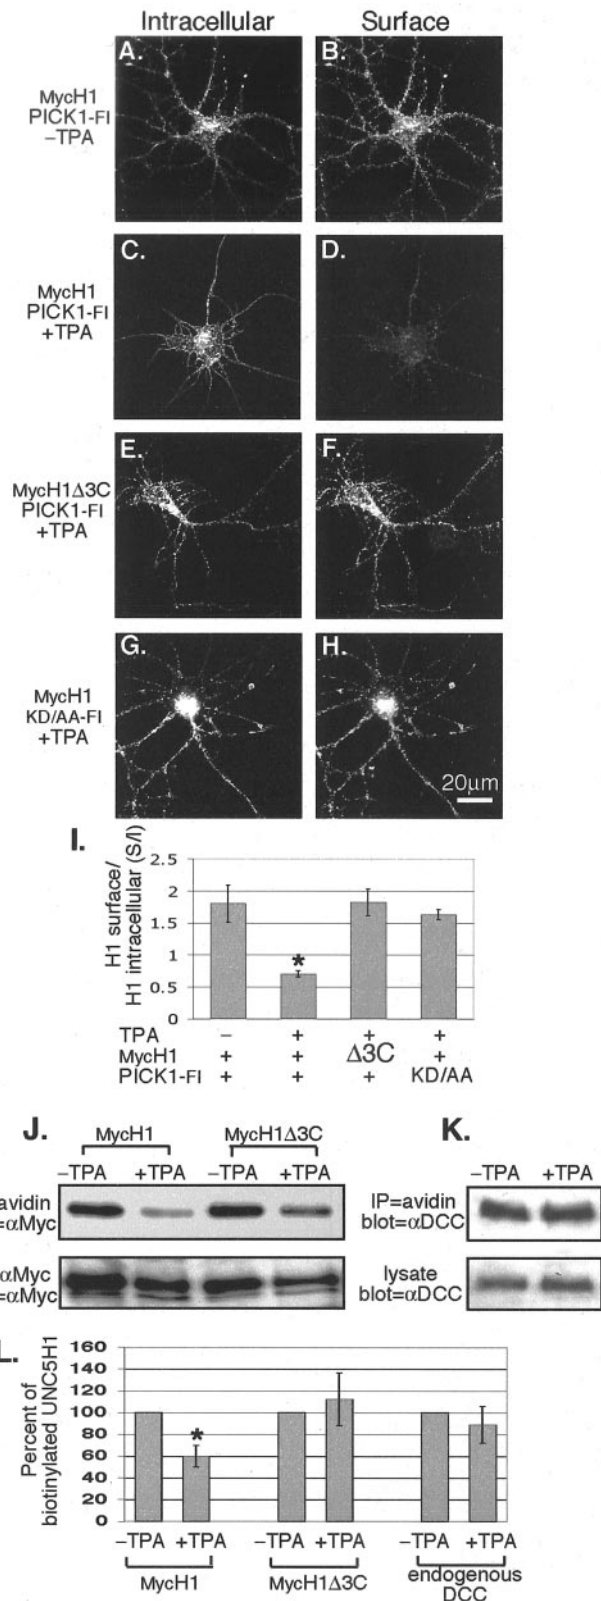 Intracellular Surface
A. B.
MycH1
PICK1-FI
–TPA
C. D.
MycH1
PICK1-FI
+TPA
E. F.
MycH1Δ3C
PICK1-FI
+TPA
G. H.
MycH1
KD/AA-FI
+TPA
20μm
I.
H1 surface/
H1 intracellular (S/I)
2.5
2
1.5
1
0.5
0
*
TPA – + + +
MycH1 + + Δ3C +
PICK1-FI + + + KD/AA
J.
MycH1 MycH1Δ3C
–TPA +TPA –TPA +TPA
avidin
=αMyc
αMyc
=αMyc
K.
–TPA +TPA
IP=avidin
blot=αDCC
lysate
blot=αDCC
L.
Percent of
biotinylated UNC5H1
160
140
120
100
80
60
40
20
0
*
–TPA +TPA –TPA +TPA –TPA +TPA
MycH1 MycH1Δ3C endogenous
DCC